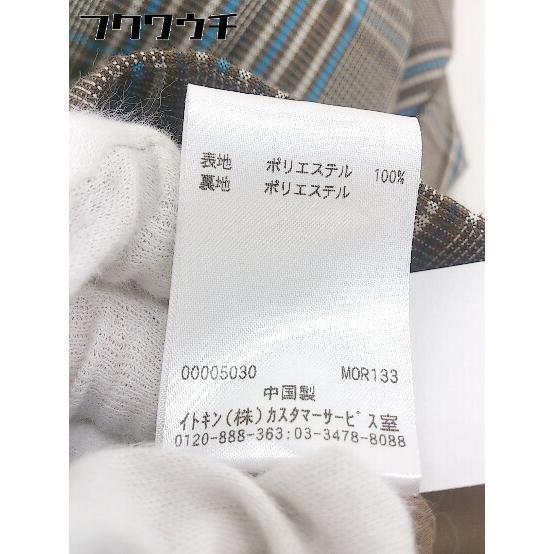 フクウウチ
表地 ポリエステル 100%
裏地 ポリエステル
00005030 MOR133
中国製
イトキン(株)カスタマーサービス室
0120-888-363:03-3478-8088